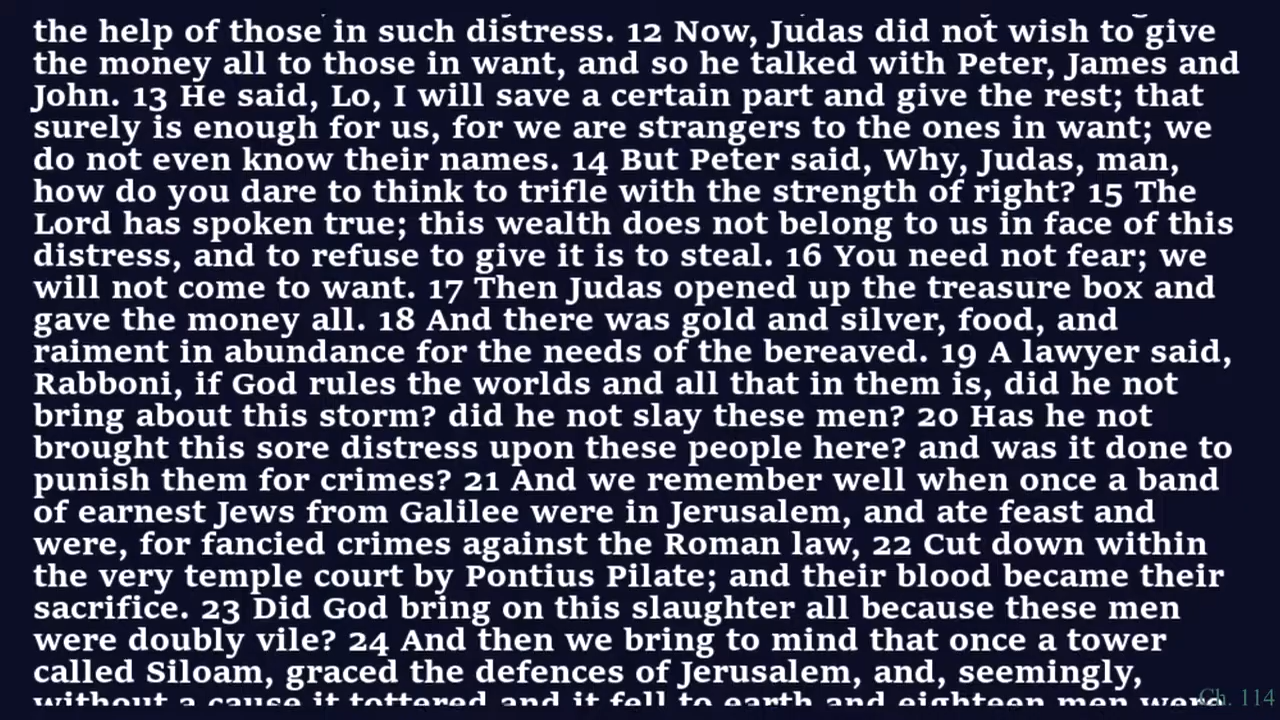 the help of those in such distress. 12 Now, Judas did not wish to give
the money all to those in want, and so he talked with Peter, James and
John. 13 He said, Lo, I will save a certain part and give the rest; that
surely is enough for us, for we are strangers to the ones in want; we
do not even know their names. 14 But Peter said, Why, Judas, man,
how do you dare to think to trifle with the strength of right? 15 The
Lord has spoken true; this wealth does not belong to us in face of this
distress, and to refuse to give it is to steal. 16 You need not fear; we
will not come to want. 17 Then Judas opened up the treasure box and
gave the money all. 18 And there was gold and silver, food, and
raiment in abundance for the needs of the bereaved. 19 A lawyer said,
Rabboni, if God rules the worlds and all that in them is, did he not
bring about this storm? did he not slay these men? 20 Has he not
brought this sore distress upon these people here? and was it done to
punish them for crimes? 21 And we remember well when once a band
of earnest Jews from Galilee were in Jerusalem, and ate feast and
were, for fancied crimes against the Roman law, 22 Cut down within
the very temple court by Pontius Pilate; and their blood became their
sacrifice. 23 Did God bring on this slaughter all because these men
were doubly vile? 24 And then we bring to mind that once a tower
called Siloam, graced the defences of Jerusalem, and, seemingly,
without a cause it tottered and it fell to earth and eighteen men were
Ch. 114